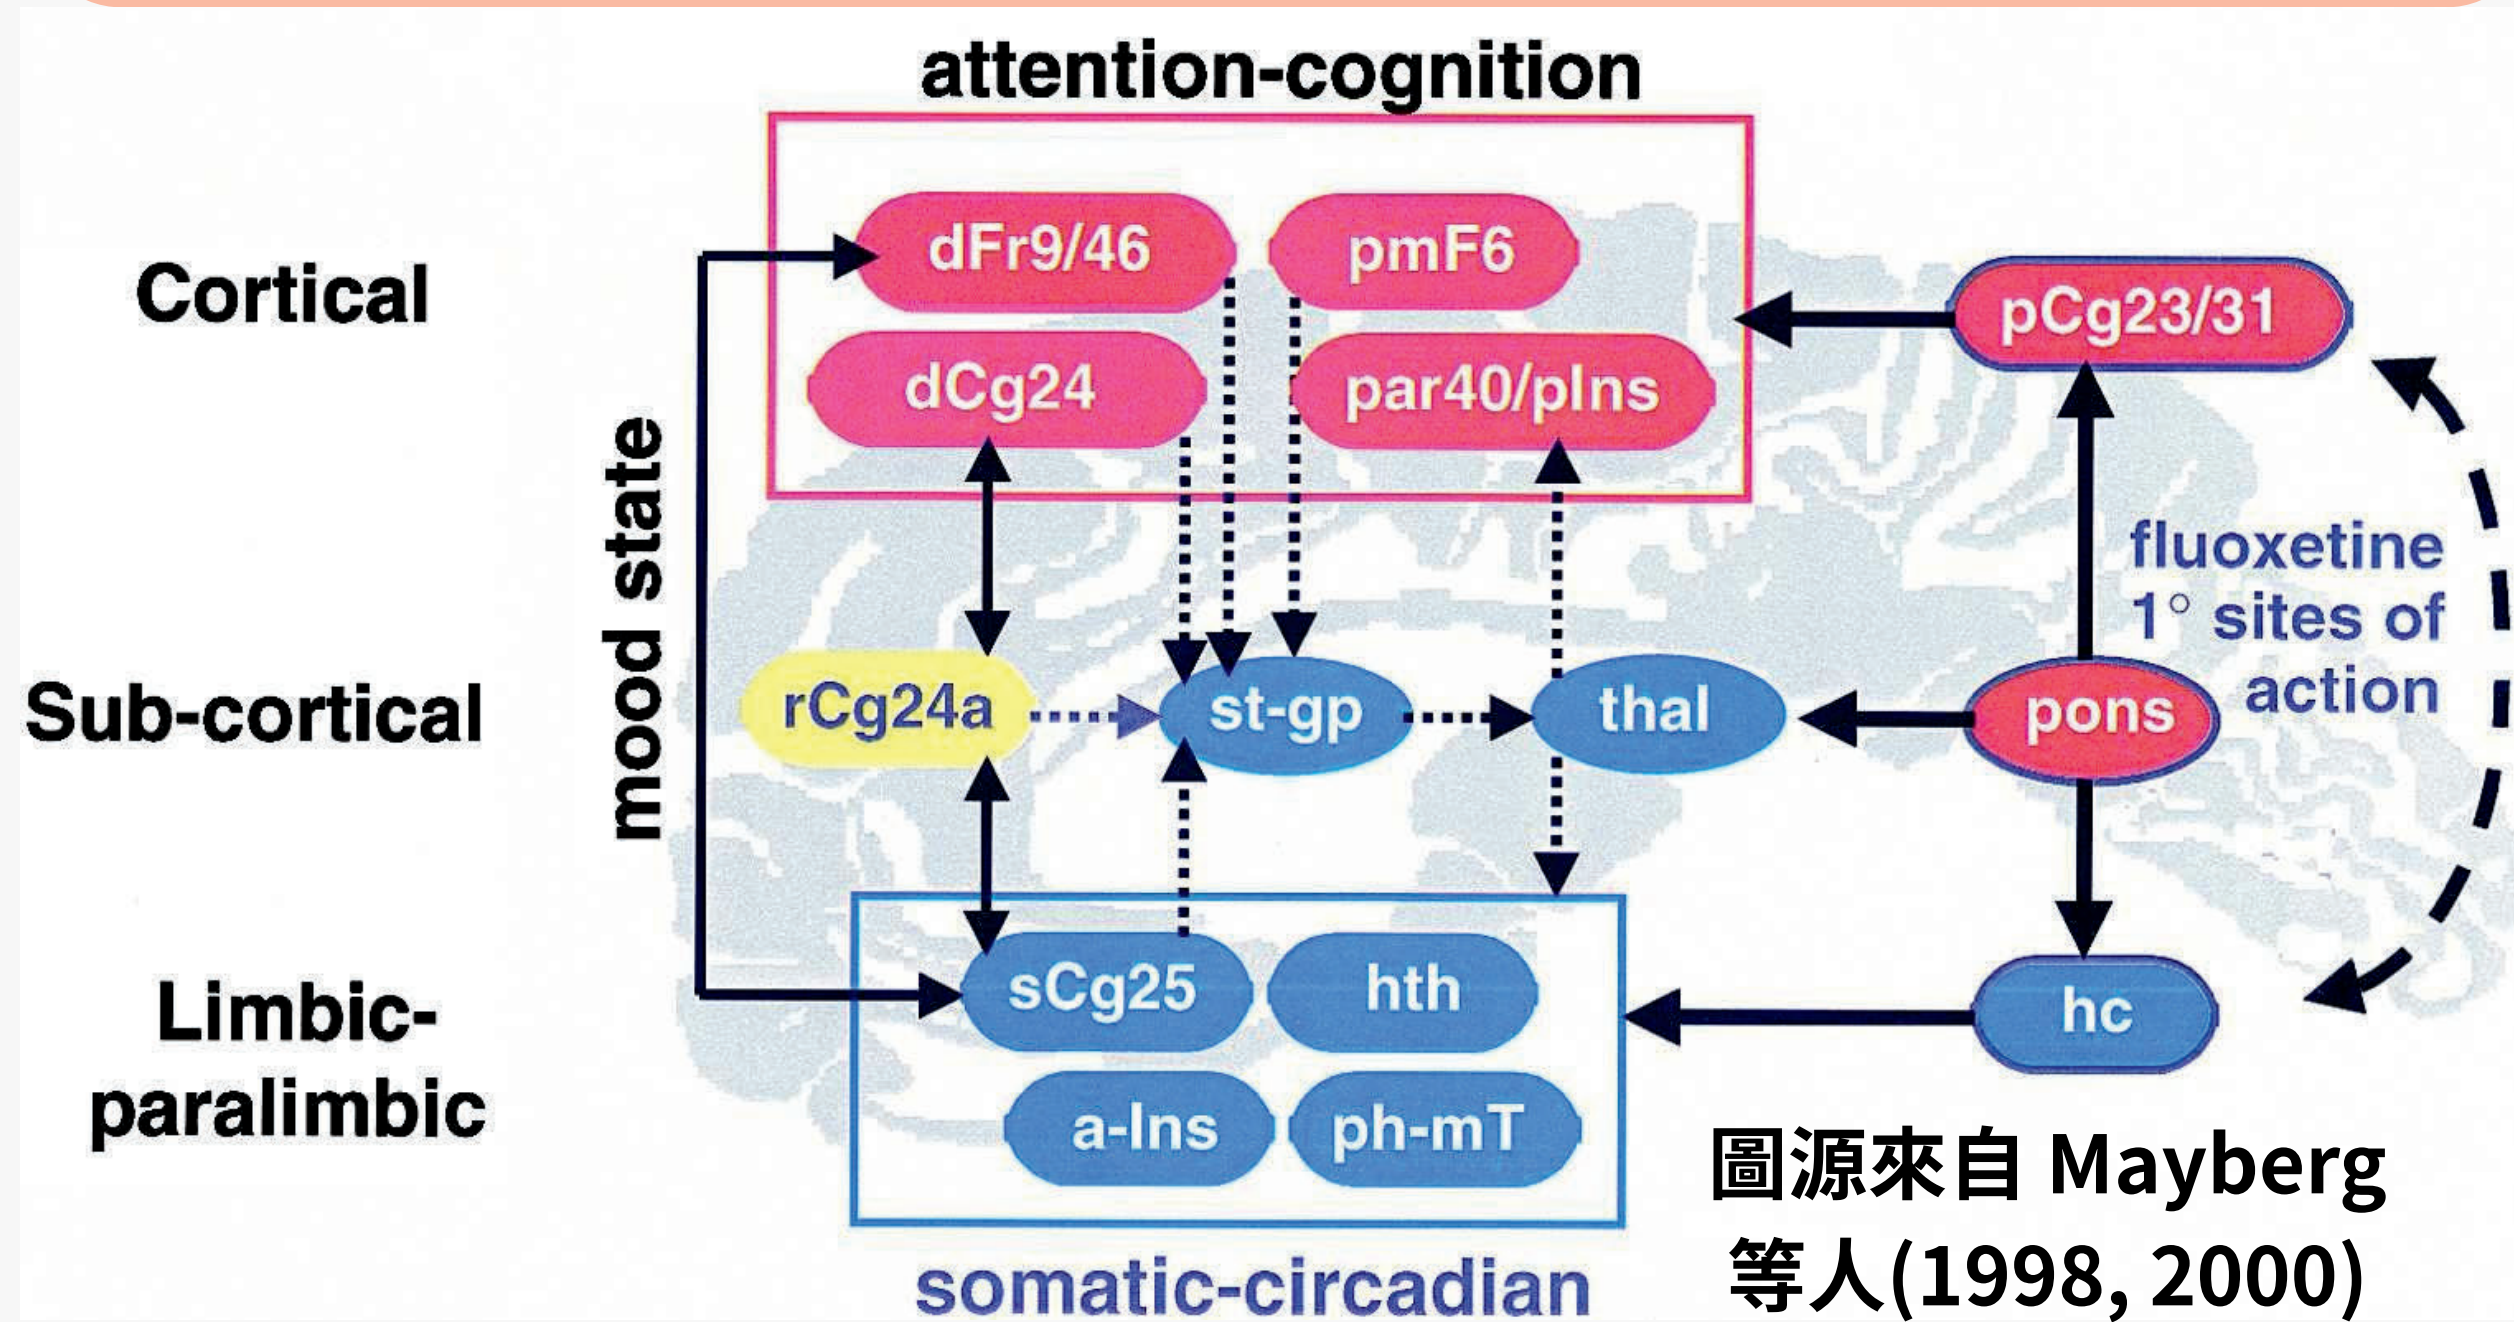 attention-cognition
Cortical
dFr9/46
pmF6
pCg23/31
dCg24
par40/pIns
mood state
fluoxetine
1° sites of
action
Sub-cortical
rCg24a
st-gp
thal
pons
Limbic-
paralimbic
sCg25
hth
hc
a-Ins
ph-mT
圖源來自 Mayberg
等人(1998, 2000)
somatic-circadian